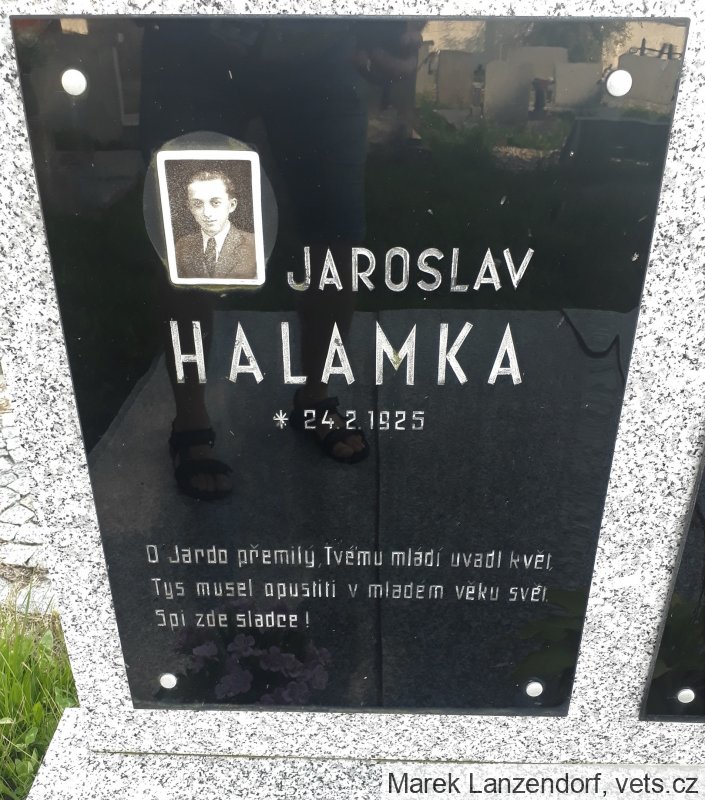 JAROSLAV
HALAMKA
* 24.2.1925
O Jardo přemilý, Tvému mládí uvadl květ,
Tys musel opustiti v mladém věku svět.
Spi zde sladce!
Marek Lanzendorf, vets.cz